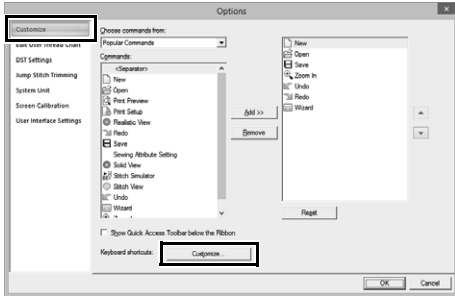 Options
Customize
Edit User Thread Chart
DST Settings
Jump Stitch Trimming
System Unit
Screen Calibration
User Interface Settings
Choose commands from:
Popular Commands
Commands:
<Separator>
New
Open
Print Preview
Print Setup
Realistic View
Redo
Save
Sewing Attribute Setting
Solid View
Stitch Simulator
Stitch View
Undo
Wizard
Add >>
Remove
New
Open
Save
Zoom In
Undo
Redo
Wizard
Reset
Show Quick Access Toolbar below the Ribbon
Keyboard shortcuts:
Customize...
OK
Cancel